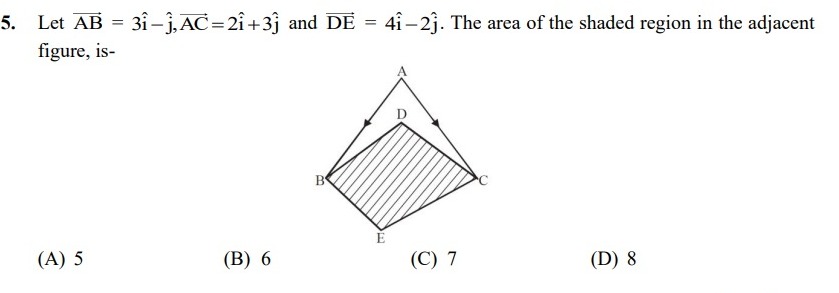 5. Let \(\overrightarrow{AB} = 3\hat{i}-\hat{j}, \overrightarrow{AC}=2\hat{i}+3\hat{j}\) and \(\overrightarrow{DE} = 4\hat{i}-2\hat{j}\). The area of the shaded region in the adjacent
figure, is-
A
D
B
C
E
(A) 5 (B) 6 (C) 7 (D) 8